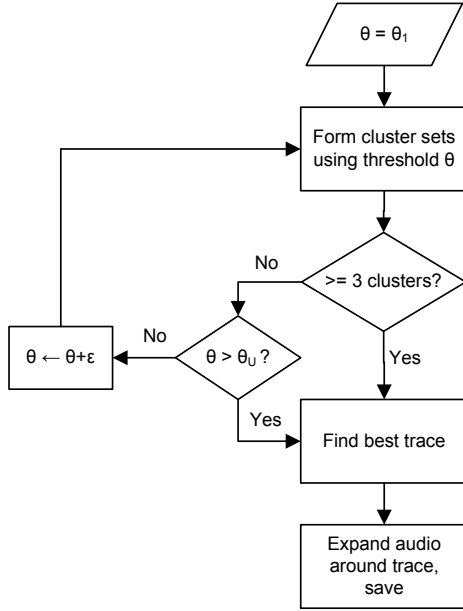 θ = θ₁
Form cluster sets
using threshold θ
No
>= 3 clusters?
No
θ ← θ+ε
θ > θ_U ?
Yes
Yes
Find best trace
Expand audio
around trace,
save